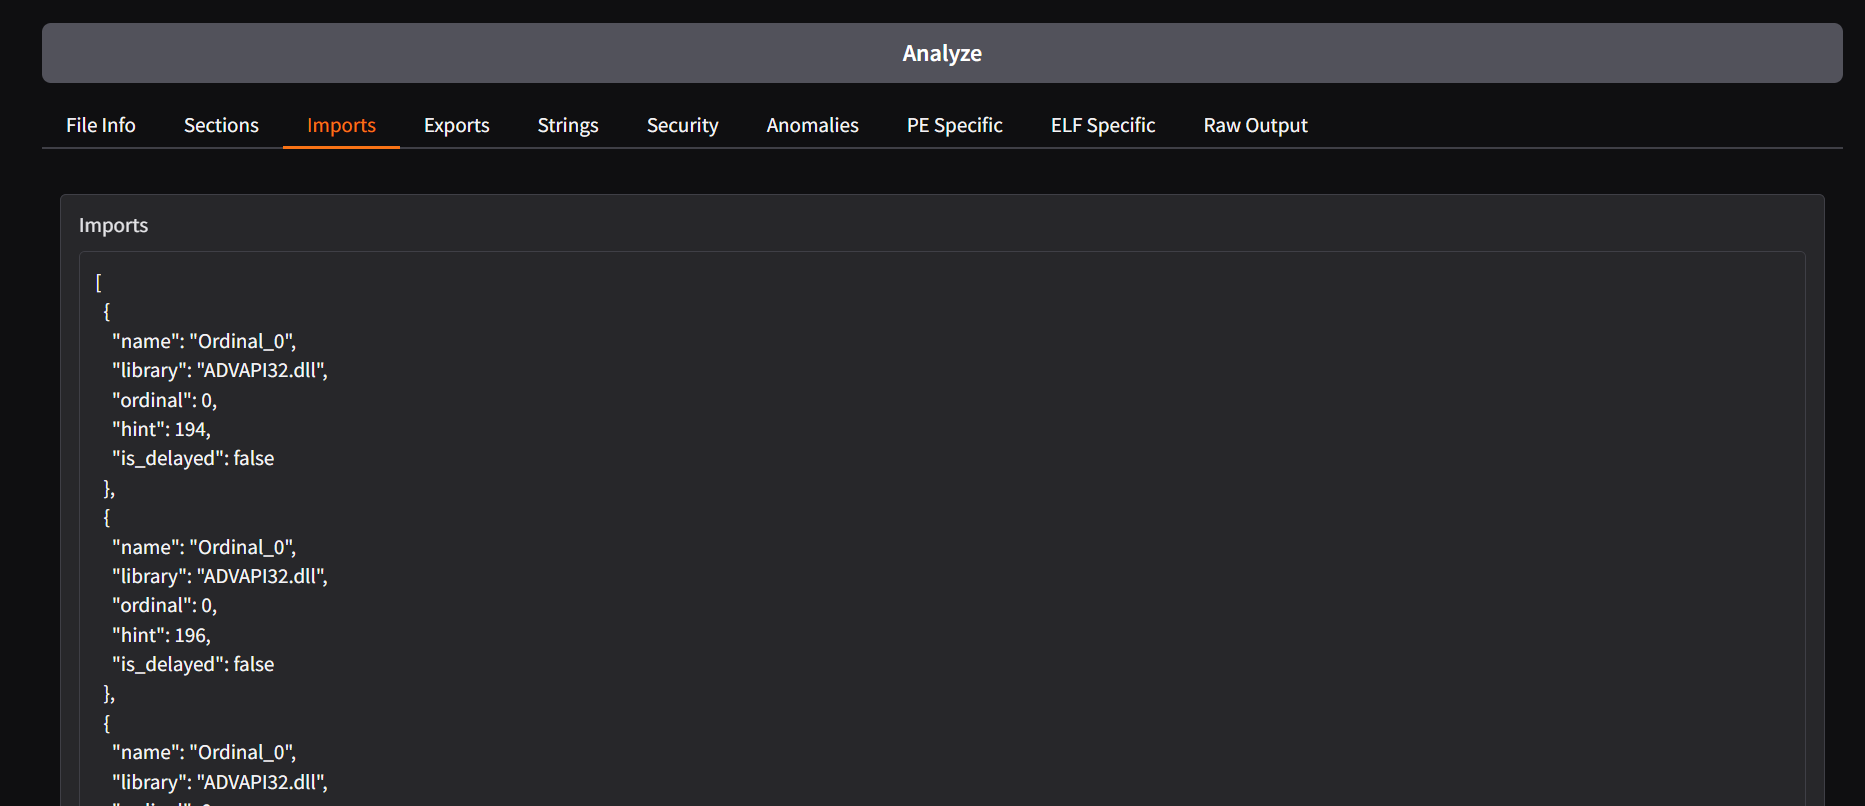 Analyze
File Info Sections Imports Exports Strings Security Anomalies PE Specific ELF Specific Raw Output
Imports
[
{
"name": "Ordinal_0",
"library": "ADVAPI32.dll",
"ordinal": 0,
"hint": 194,
"is_delayed": false
},
{
"name": "Ordinal_0",
"library": "ADVAPI32.dll",
"ordinal": 0,
"hint": 196,
"is_delayed": false
},
{
"name": "Ordinal_0",
"library": "ADVAPI32.dll",